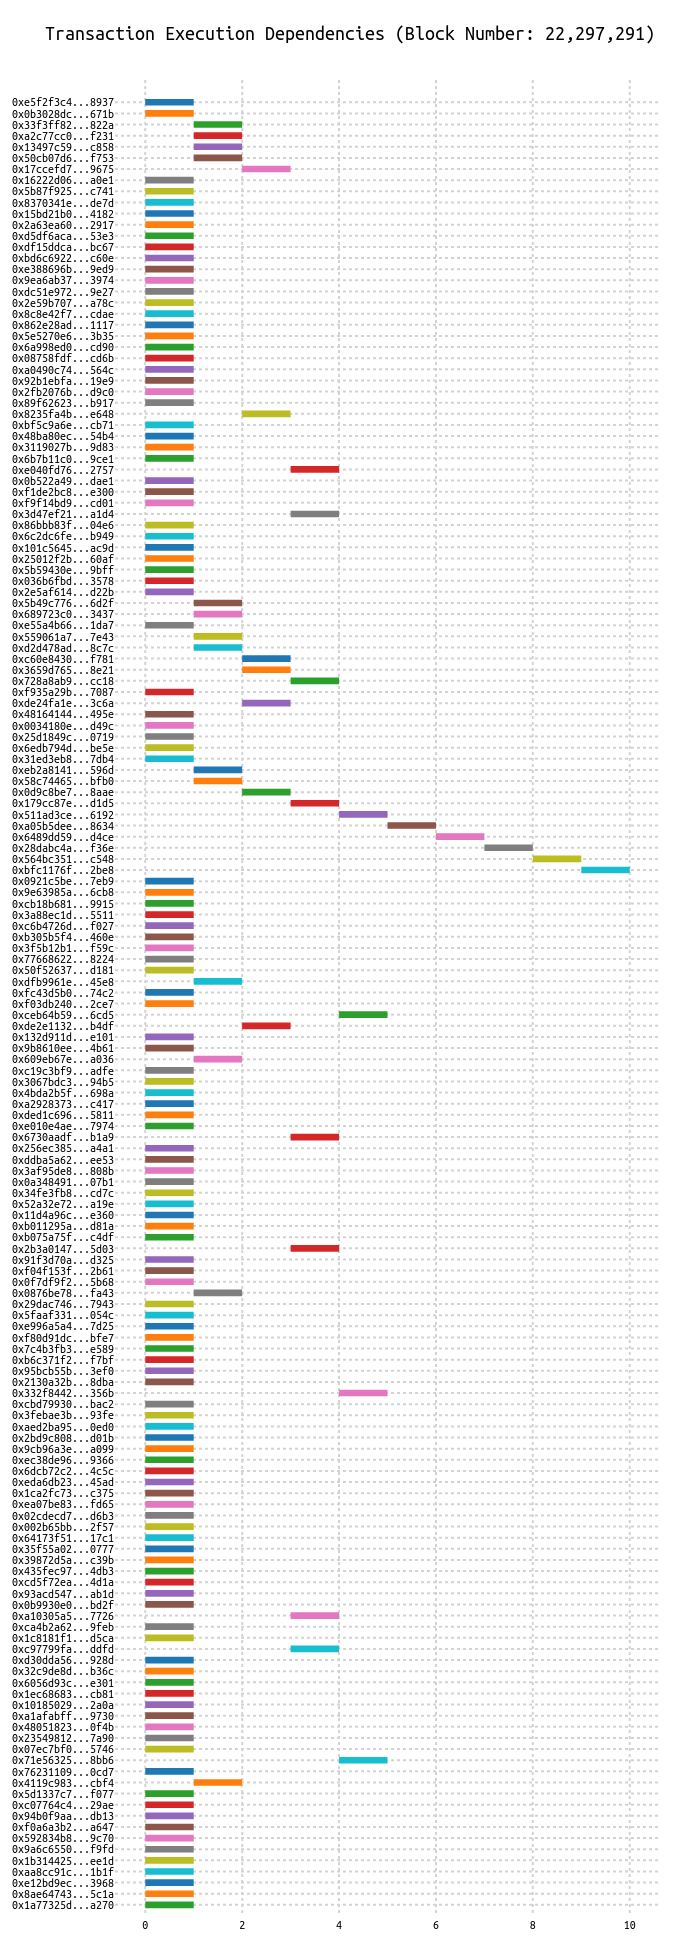 Transaction Execution Dependencies (Block Number: 22,297,291)
0xe5f2f3c4...8937
0x0b3028dc...671b
0x33f3ff82...822a
0xa2c77cc0...f231
0x13497c59...c858
0x50cb07d6...f753
0x17ccefd7...9675
0x16222d06...a0e1
0x5b87f925...c741
0x8370341e...de7d
0x15bd21b0...4182
0x2a63ea60...2917
0xd5df6aca...53e3
0xdf15ddca...bc67
0xbd6c6922...c60e
0xe388696b...9ed9
0x9ea6ab37...3974
0xdc51e972...9e27
0x2e59b707...a78c
0x8c8e42f7...cdae
0x862e28ad...1117
0x5e5270e6...3b35
0x6a998ed0...cd90
0x08758fdf...cd6b
0xa0490c74...564c
0x92b1ebfa...19e9
0x2fb2076b...d9c0
0x89f62623...b917
0x8235fa4b...e648
0xbf5c9a6e...cb71
0x48ba80ec...54b4
0x3119027b...9d83
0x6b7b11c0...9ce1
0xe040fd76...2757
0x0b522a49...dae1
0xf1de2bc8...e300
0xf9f14bd9...cd01
0x3d47ef21...a1d4
0x86bbb83f...04e6
0x6c2dc6fe...b949
0x101c5645...ac9d
0x25012f2b...60af
0x5b59430e...9bff
0x036b6fbd...3578
0x2e5af614...d22b
0x5b49c776...6d2f
0x689723c0...3437
0xe55a4b66...1da7
0x559061a7...7e43
0xd2d478ad...8c7c
0xc60e8430...f781
0x3659d765...8e21
0x728a8ab9...cc18
0xf935a29b...7087
0xde24fa1e...3c6a
0x48164144...495e
0x0034180e...d49c
0x25d1849c...0719
0x6edb794d...be5e
0x31ed3eb8...7db4
0xeb2a8141...596d
0x58c74465...bfb0
0x0d9c8be7...8aae
0x179cc87e...d1d5
0x511ad3ce...6192
0xa05b5dee...8634
0x6489dd59...d4ce
0x28dabc4a...f36e
0x564bc351...c548
0xbfc1176f...2be8
0x0921c5be...7eb9
0x9e63985a...6cb8
0xcb18b681...9915
0x3a88ec1d...5511
0xc6b4726d...f027
0xb305b5f4...460e
0x3f5b12b1...f59c
0x77668622...8224
0x50f52637...d181
0xdfb9961e...45e8
0xfc43d5b0...74c2
0xf03db240...2ce7
0xceb64b59...6cd5
0xde2e1132...b4df
0x132d911d...e101
0x9b8610ee...4b61
0x609eb67e...a036
0xc19c3bf9...adfe
0x3067bdc3...94b5
0x4bda2b5f...698a
0xa2928373...c417
0xded1c696...5811
0xe010e4ae...7974
0x6730aadf...b1a9
0x256ec385...a4a1
0xddba5a62...ee53
0x3af95de8...808b
0x0a348491...07b1
0x34fe3fb8...cd7c
0x52a32e72...a19e
0x11d4a96c...e360
0xb011295a...d81a
0xb075a75f...c4df
0x2b3a0147...5d03
0x91f3d70a...d325
0xf04f153f...2b61
0x0f7df9f2...5b68
0x0876be78...fa43
0x29dac746...7943
0x5faaf331...054c
0xe996a5a4...7d25
0xf80d91dc...bfe7
0x7c4b3fb3...e589
0xb6c371f2...f7bf
0x95bcb55b...3ef0
0x2130a32b...8dba
0x332f8442...356b
0xcbd79930...bac2
0x3febae3b...93fe
0xaed2ba95...0ed0
0x2bd9c808...d01b
0x9cb96a3e...a099
0xec38de96...9366
0x6dcb72c2...4c5c
0xeda6db23...45ad
0x1ca2fc73...c375
0xea07be83...fd65
0x02cdecd7...d6b3
0x002b65bb...2f57
0x64173f51...17c1
0x35f55a02...0777
0x39872d5a...c39b
0x435fec97...4db3
0xcd5f72ea...4d1a
0x93acd547...ab1d
0x0b9930e0...bd2f
0xa10305a5...7726
0xca4b2a62...9feb
0x1c8181f1...d5ca
0xc97799fa...ddfd
0xd30dda56...928d
0x32c9de8d...b36c
0x6056d93c...e301
0x1ec68683...cb81
0x10185029...2a0a
0xa1afabff...9730
0x48051823...0f4b
0x23549812...7a90
0x07ec7bf0...5746
0x71e56325...8bb6
0x76231109...0cd7
0x4119c983...cbf4
0x5d1337c7...f077
0xc07764c4...29ae
0x94b0f9aa...db13
0xf0a6a3b2...a647
0x592834b8...9c70
0x9a6c6550...f9fd
0x1b314425...ee1d
0xaa8cc91c...1b1f
0xe12bd9ec...3968
0x8ae64743...5c1a
0x1a77325d...a270
0 2 4 6 8 10